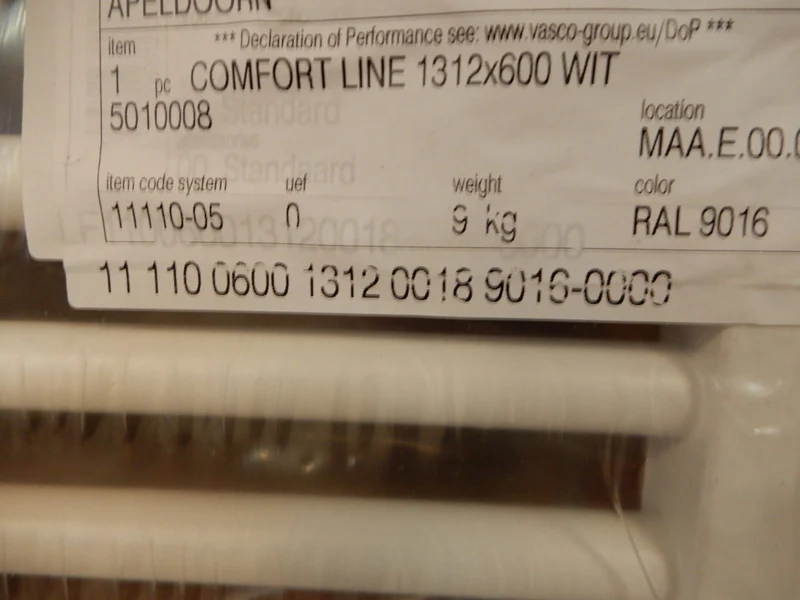 APELDOORN
item *** Declaration of Performance see: www.vasco-group.eu/DoP ***
1 pc COMFORT LINE 1312x600 WIT
5010008
location
MAA.E.00.0
item code system uef weight color
11110-05 0 9 kg RAL 9016
11 110 0600 1312 0018 9016-0000